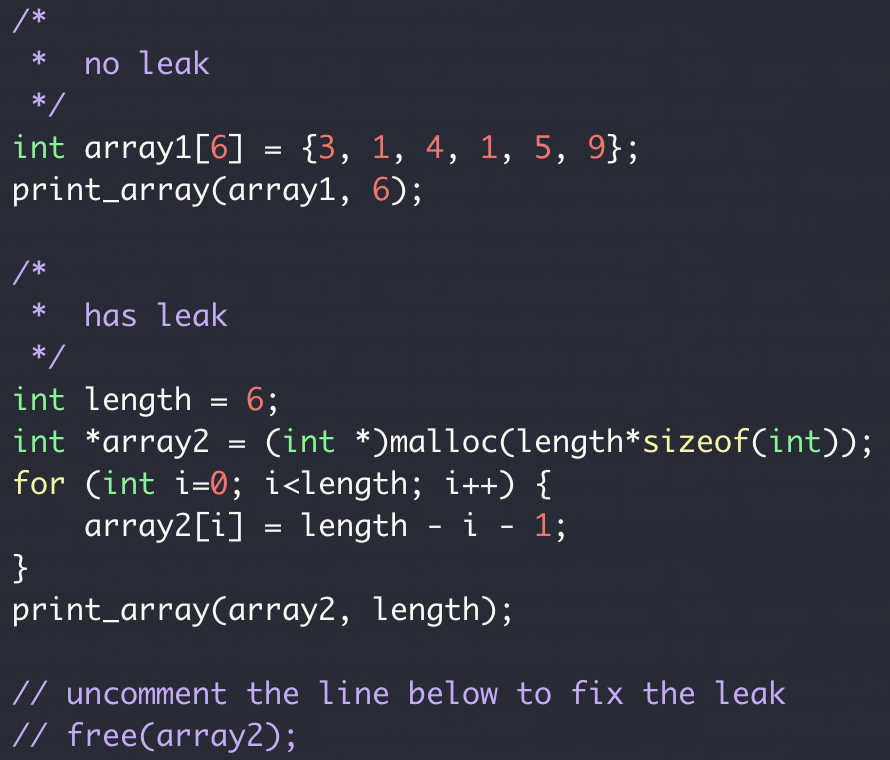 /*
 *  no leak
 */
int array1[6] = {3, 1, 4, 1, 5, 9};
print_array(array1, 6);

/*
 *  has leak
 */
int length = 6;
int *array2 = (int *)malloc(length*sizeof(int));
for (int i=0; i<length; i++) {
    array2[i] = length - i - 1;
}
print_array(array2, length);

// uncomment the line below to fix the leak
// free(array2);